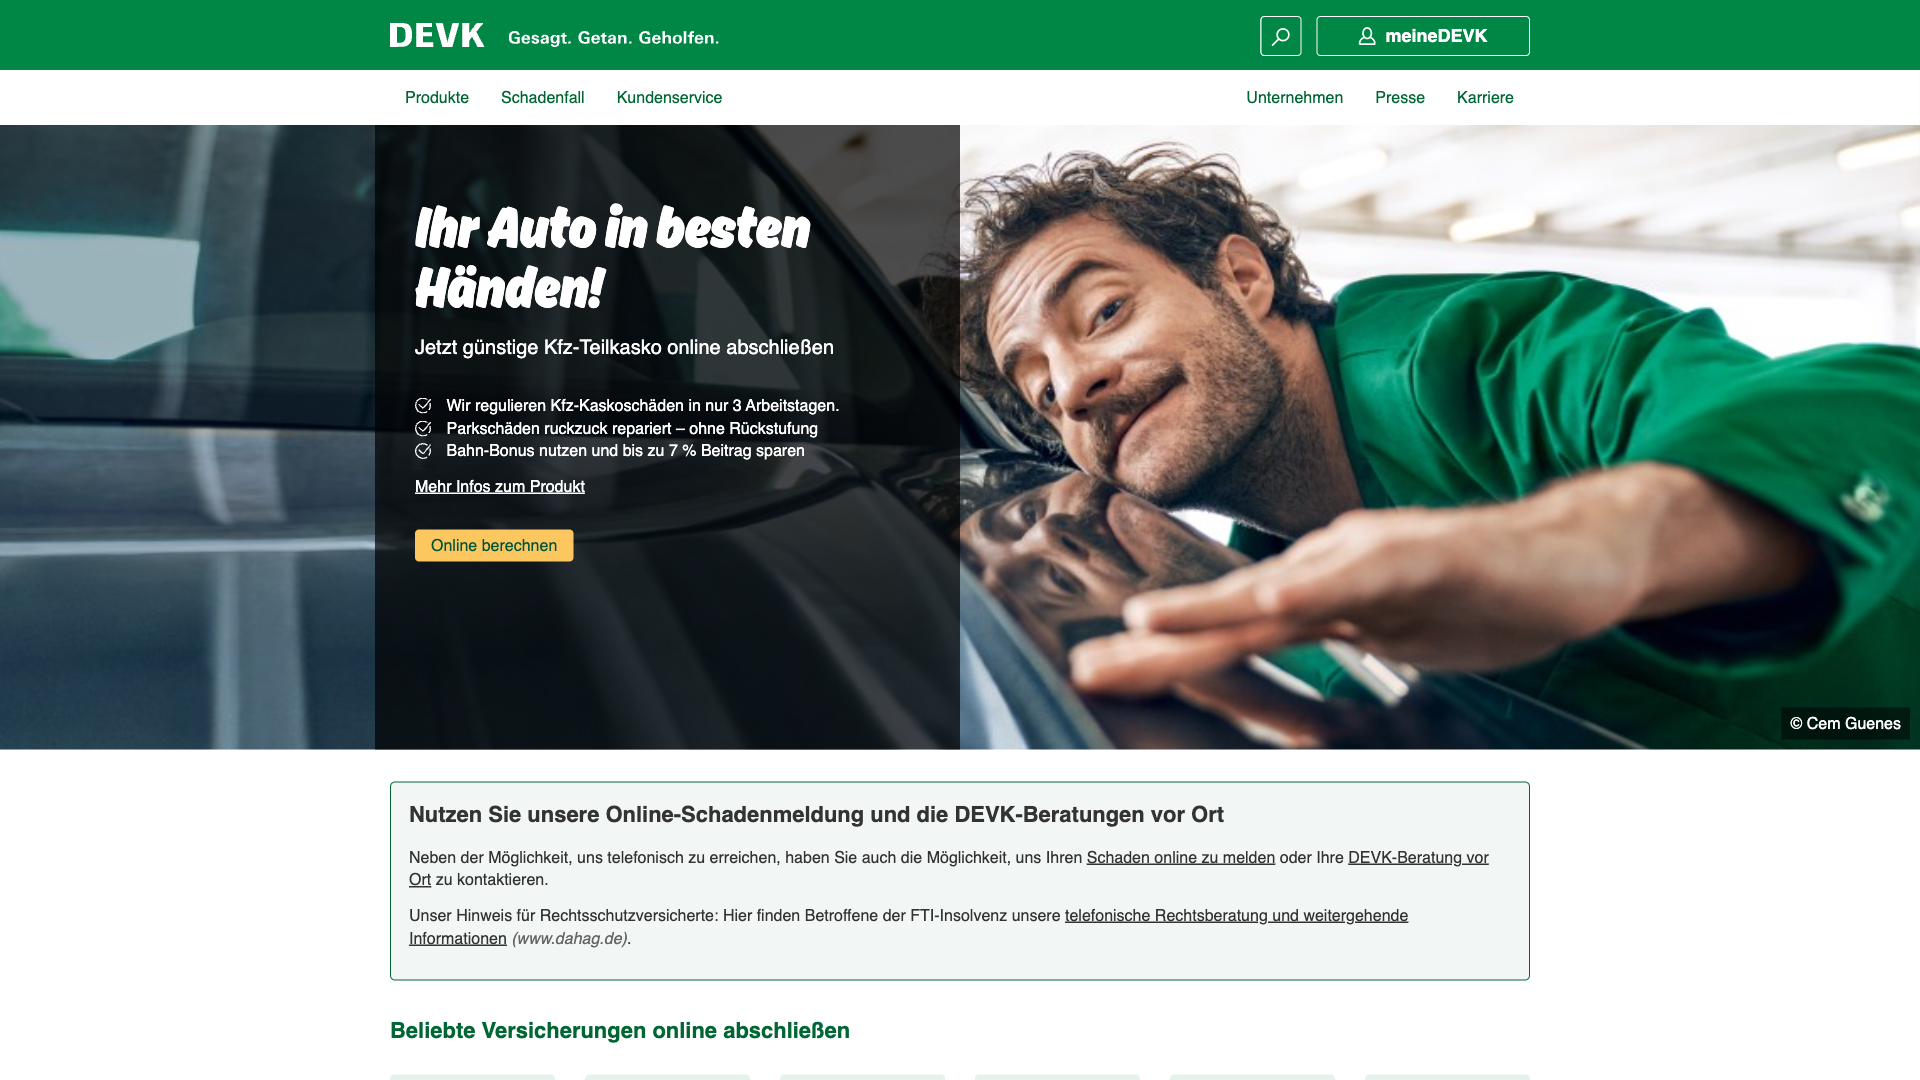 DEVK
Gesagt. Getan. Geholfen.
meineDEVK
Produkte
Schadenfall
Kundenservice
Unternehmen
Presse
Karriere
Ihr Auto in besten
Händen!
Jetzt günstige Kfz-Teilkasko online abschließen
Wir regulieren Kfz-Kaskoschäden in nur 3 Arbeitstagen.
Parkschäden ruckzuck repariert – ohne Rückstufung
Bahn-Bonus nutzen und bis zu 7 % Beitrag sparen
Mehr Infos zum Produkt
Online berechnen
© Cem Guenes
Nutzen Sie unsere Online-Schadenmeldung und die DEVK-Beratungen vor Ort
Neben der Möglichkeit, uns telefonisch zu erreichen, haben Sie auch die Möglichkeit, uns Ihren Schaden online zu melden oder Ihre DEVK-Beratung vor
Ort zu kontaktieren.
Unser Hinweis für Rechtsschutzversicherte: Hier finden Betroffene der FTI-Insolvenz unsere telefonische Rechtsberatung und weitergehende
Informationen (www.dahag.de).
Beliebte Versicherungen online abschließen